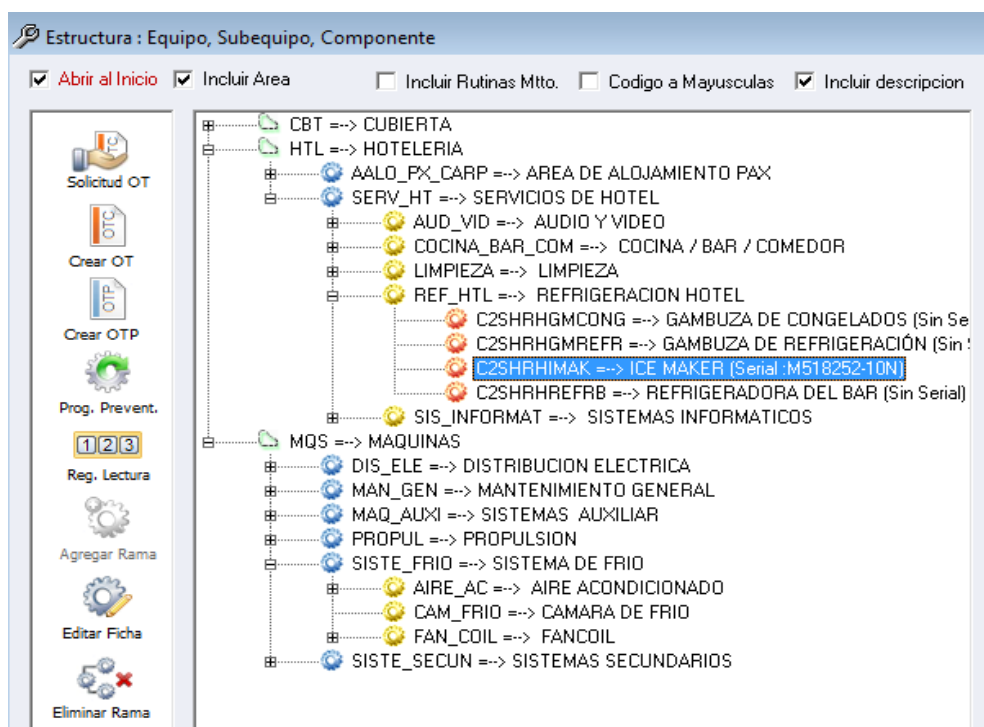 Estructura : Equipo, Subequipo, Componente
Abrir al Inicio Incluir Area Incluir Rutinas Mtto. Codigo a Mayusculas Incluir descripcion
Solicitud OT
OTC
Crear OT
OTP
Crear OTP
Prog. Prevent.
1 2 3
Reg. Lectura
Agregar Rama
Editar Ficha
Eliminar Rama
CBT =--> CUBIERTA
HTL =--> HOTELERIA
AALO_PX_CARP =--> AREA DE ALOJAMIENTO PAX
SERV_HT =--> SERVICIOS DE HOTEL
AUD_VID =--> AUDIO Y VIDEO
COCINA_BAR_COM =--> COCINA / BAR / COMEDOR
LIMPIEZA =--> LIMPIEZA
REF_HTL =--> REFRIGERACION HOTEL
C2SHRHGMCONG =--> GAMBUZA DE CONGELADOS (Sin Se
C2SHRHGMREFR =--> GAMBUZA DE REFRIGERACIÓN (Sin
C2SHRHIMAK =--> ICE MAKER (Serial :M518252-10N)
C2SHRHREFRB =--> REFRIGERADORA DEL BAR (Sin Serial)
SIS_INFORMAT =--> SISTEMAS INFORMATICOS
MQS =--> MAQUINAS
DIS_ELE =--> DISTRIBUCION ELECTRICA
MAN_GEN =--> MANTENIMIENTO GENERAL
MAQ_AUXI =--> SISTEMAS AUXILIAR
PROPUL =--> PROPULSION
SISTE_FRIO =--> SISTEMA DE FRIO
AIRE_AC =--> AIRE ACONDICIONADO
CAM_FRIO =--> CAMARA DE FRIO
FAN_COIL =--> FANCOIL
SISTE_SECUN =--> SISTEMAS SECUNDARIOS